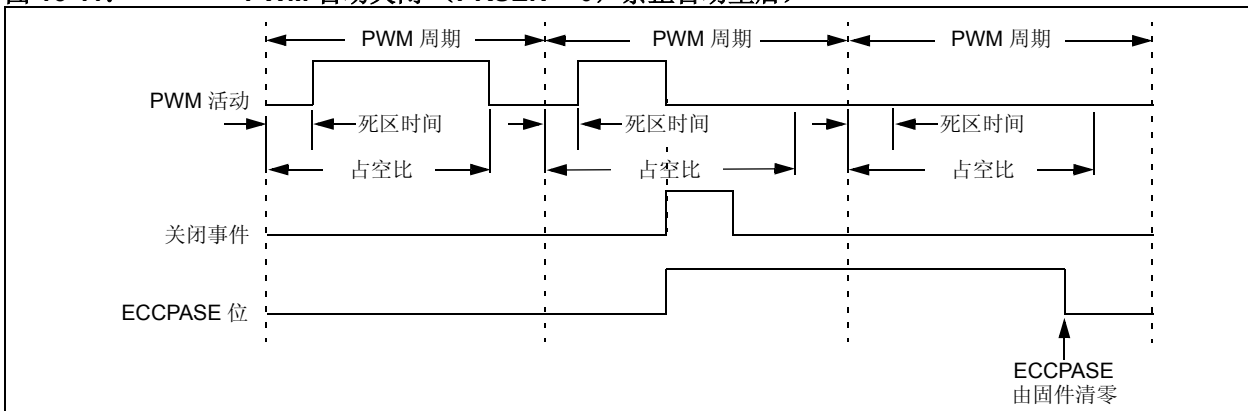 PWM 周期 PWM 周期 PWM 周期
PWM 活动
死区时间 死区时间 死区时间
占空比 占空比 占空比
关闭事件
ECCPASE 位
ECCPASE
由固件清零